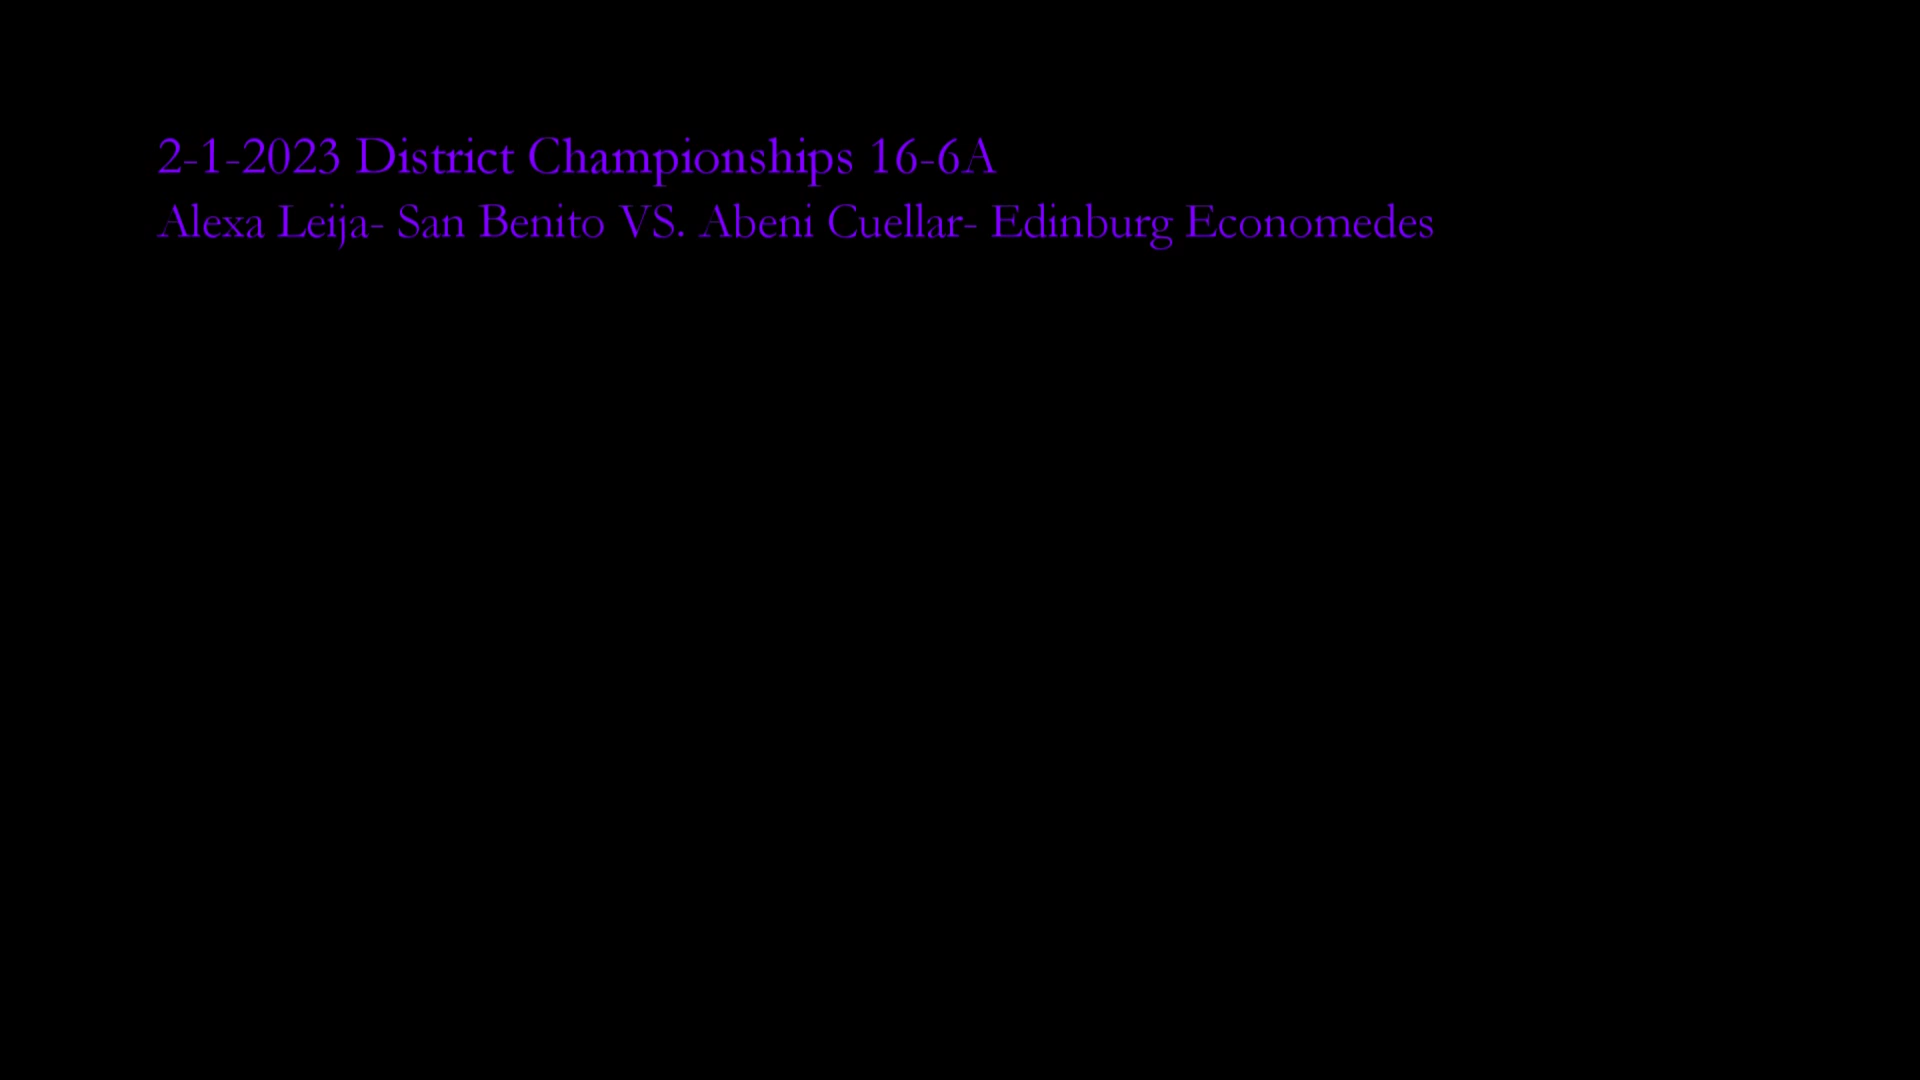 2-1-2023 District Championships 16-6A
Alexa Leija- San Benito VS. Abeni Cuellar- Edinburg Economedes